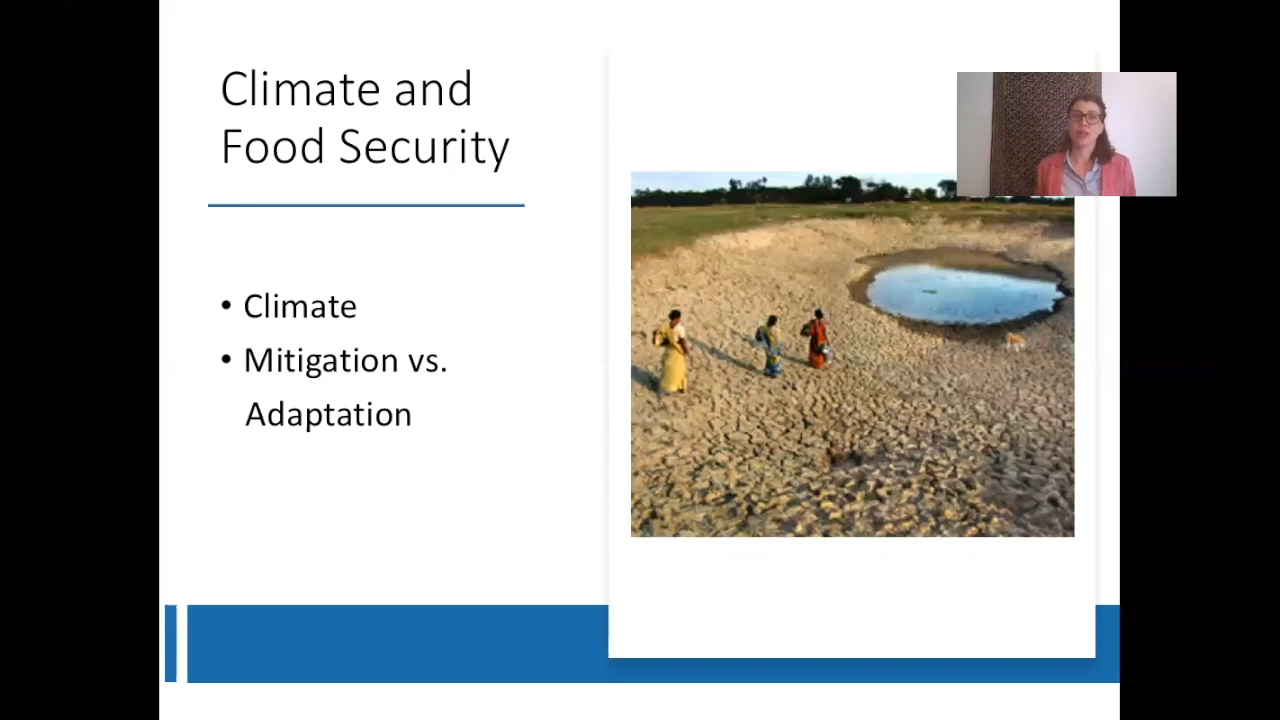 Climate and
Food Security
• Climate
• Mitigation vs.
Adaptation